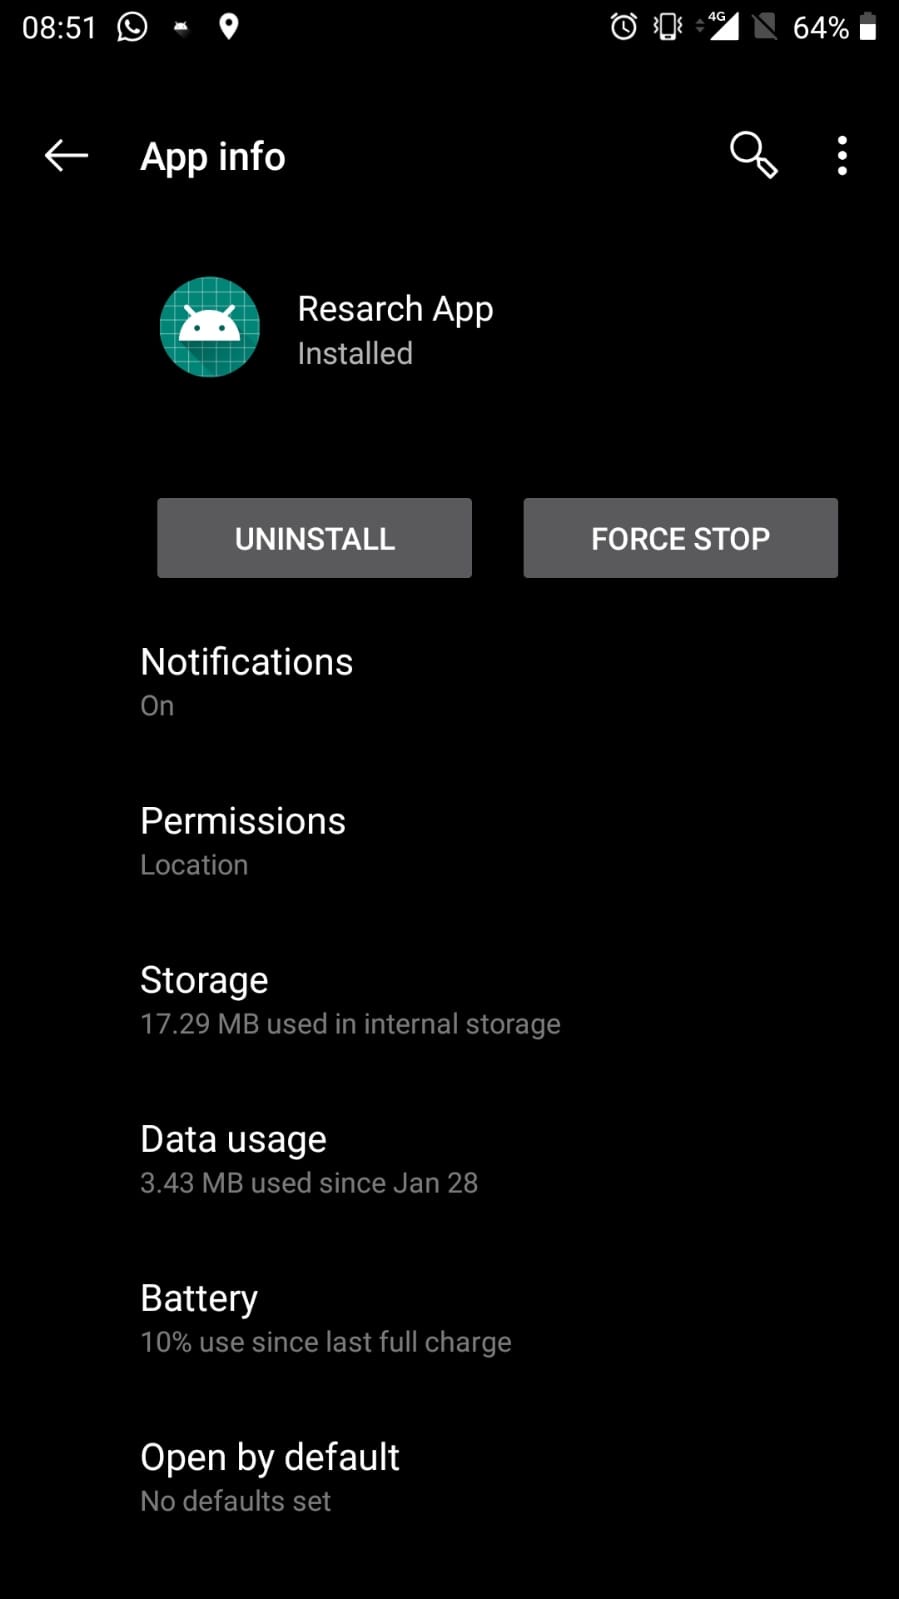 08:51
4G
64%
App info
Resarch App
Installed
UNINSTALL
FORCE STOP
Notifications
On
Permissions
Location
Storage
17.29 MB used in internal storage
Data usage
3.43 MB used since Jan 28
Battery
10% use since last full charge
Open by default
No defaults set